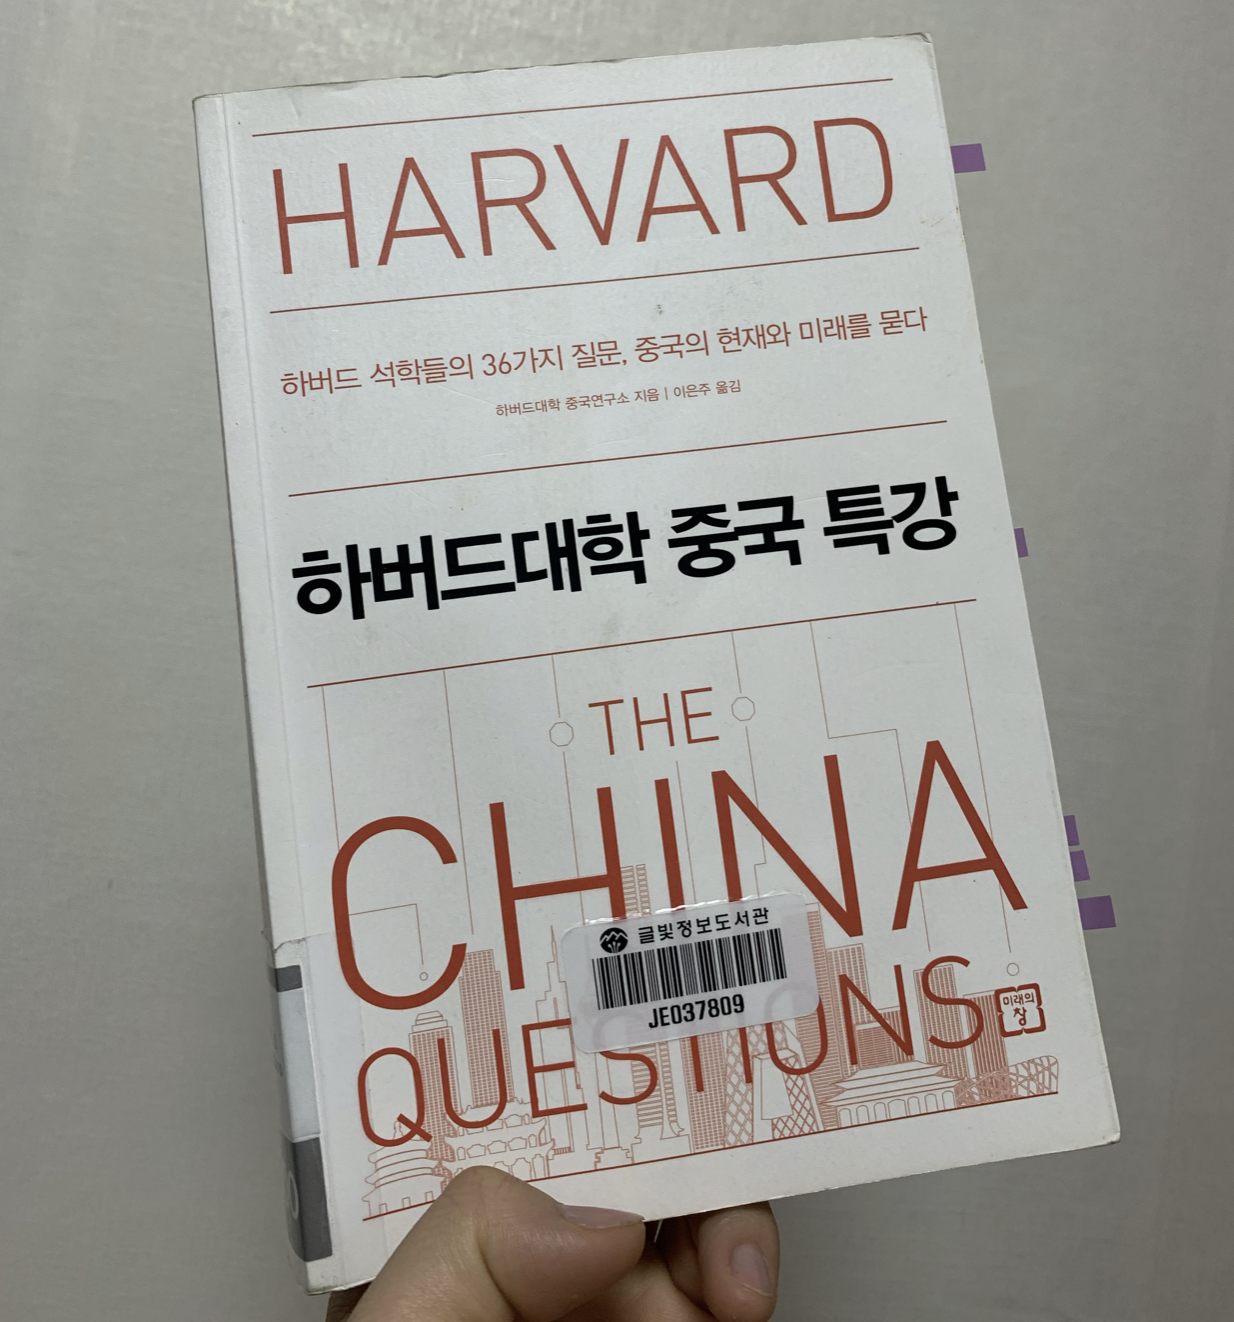 HARVARD
하버드 석학들의 36가지 질문, 중국의 현재와 미래를 묻다
하버드대학 중국연구소 지음 | 이은주 옮김
하버드대학 중국 특강
THE
CHINA
글빛정보도서관
JE037809
QUESTIONS
미래의
창